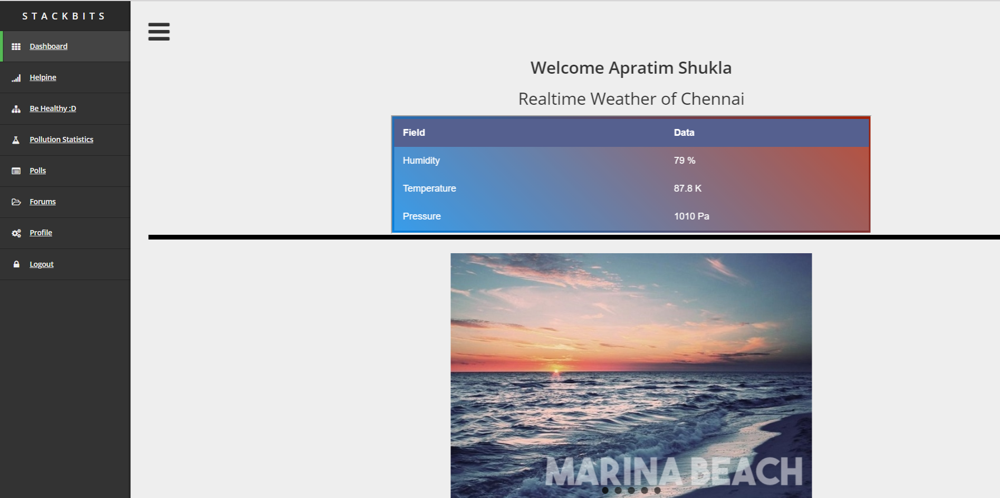 STACKBITS
Dashboard
Helpine
Be Healthy :D
Pollution Statistics
Polls
Forums
Profile
Logout
Welcome Apratim Shukla
Realtime Weather of Chennai
Field Data
Humidity 79 %
Temperature 87.8 K
Pressure 1010 Pa
MARINA BEACH